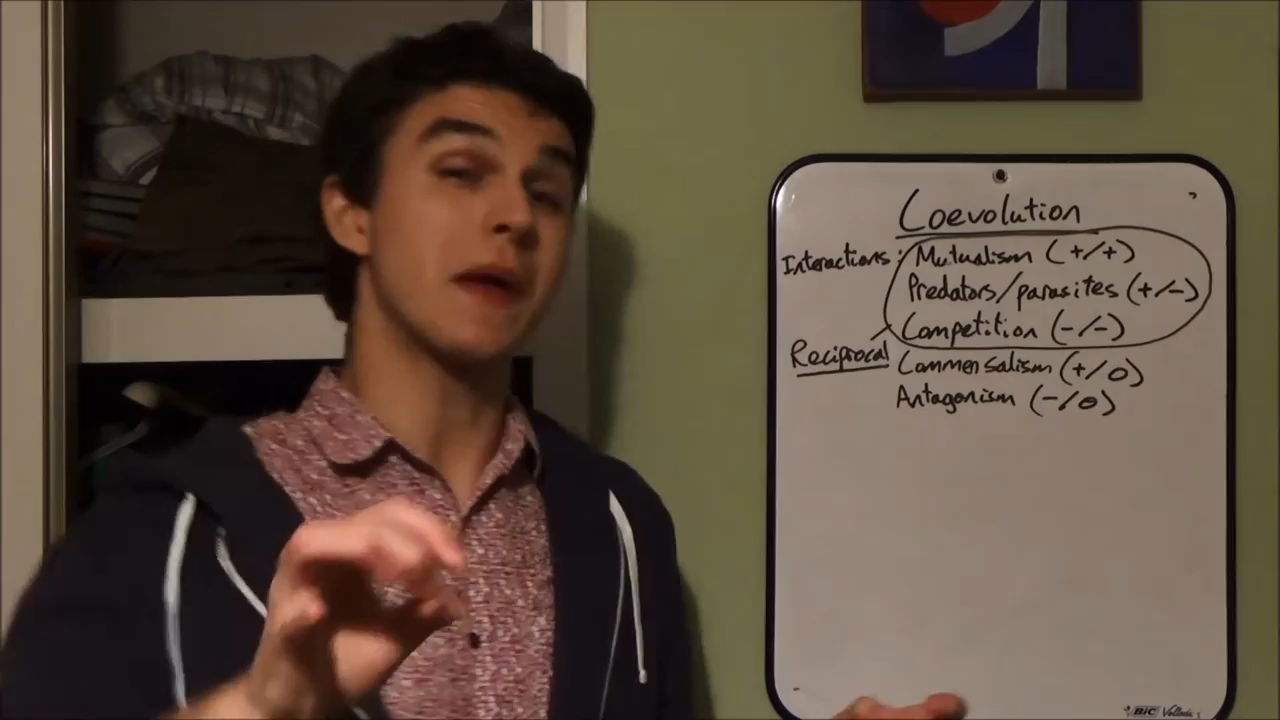 Coevolution
Interactions: Mutualism (+/+)
Predators/parasites (+/-)
Competition (-/-)
Reciprocal
Commensalism (+/0)
Antagonism (-/0)
BIC Velleda